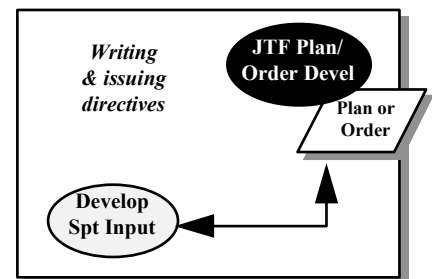 Writing
& issuing
directives
JTF Plan/
Order Devel
Plan or
Order
Develop
Spt Input